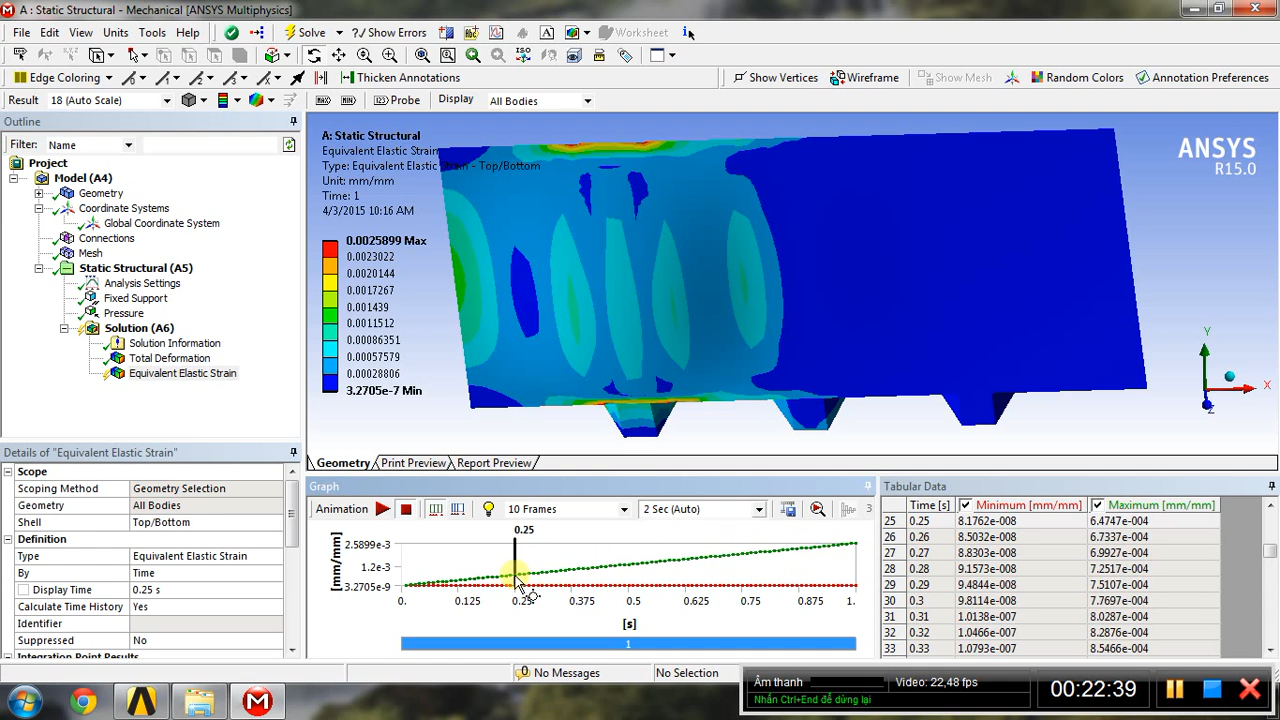 A : Static Structural - Mechanical [ANSYS Multiphysics]
File Edit View Units Tools Help Solve ?/ Show Errors Worksheet
Edge Coloring Thicken Annotations Show Vertices Wireframe Show Mesh Random Colors Annotation Preferences
Result 18 (Auto Scale) Probe Display All Bodies
Outline
Filter: Name
Project
Model (A4)
Geometry
Coordinate Systems
Global Coordinate System
Connections
Mesh
Static Structural (A5)
Analysis Settings
Fixed Support
Pressure
Solution (A6)
Solution Information
Total Deformation
Equivalent Elastic Strain
A: Static Structural
Equivalent Elastic Strain
Type: Equivalent Elastic Strain - Top/Bottom
Unit: mm/mm
Time: 1
4/3/2015 10:16 AM
0.0025899 Max
0.0023022
0.0020144
0.0017267
0.001439
0.0011512
0.00086351
0.00057579
0.00028806
3.2705e-7 Min
ANSYS
R15.0
Y
X
Z
Geometry Print Preview Report Preview
Details of "Equivalent Elastic Strain"
Scope
Scoping Method Geometry Selection
Geometry All Bodies
Shell Top/Bottom
Definition
Type Equivalent Elastic Strain
By Time
Display Time 0.25 s
Calculate Time History Yes
Identifier
Suppressed No
Integration Point Results
Graph
Animation 10 Frames 2 Sec (Auto) 3
0.25
2.5899e-3
1.2e-3
3.2705e-9
[mm/mm]
0. 0.125 0.25 0.375 0.5 0.625 0.75 0.875 1.
[s]
1
Tabular Data
Time [s] Minimum [mm/mm] Maximum [mm/mm]
25 0.25 8.1762e-008 6.4747e-004
26 0.26 8.5032e-008 6.7337e-004
27 0.27 8.8303e-008 6.9927e-004
28 0.28 9.1573e-008 7.2517e-004
29 0.29 9.4844e-008 7.5107e-004
30 0.3 9.8114e-008 7.7697e-004
31 0.31 1.0138e-007 8.0287e-004
32 0.32 1.0466e-007 8.2876e-004
33 0.33 1.0793e-007 8.5466e-004
No Messages No Selection
Âm thanh Video: 22,48 fps
Nhấn Ctrl+End để dừng lại
00:22:39